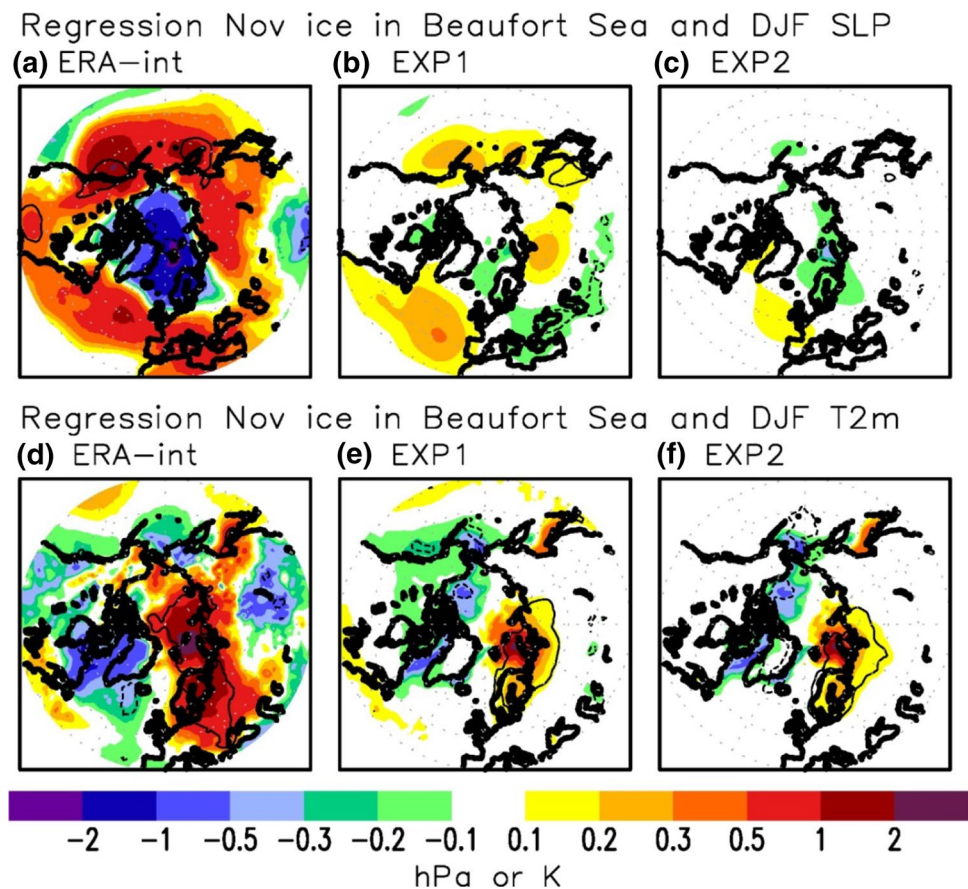 Regression Nov ice in Beaufort Sea and DJF SLP
(a) ERA-int (b) EXP1 (c) EXP2
Regression Nov ice in Beaufort Sea and DJF T2m
(d) ERA-int (e) EXP1 (f) EXP2
-2 -1 -0.5 -0.3 -0.2 -0.1 0.1 0.2 0.3 0.5 1 2
hPa or K